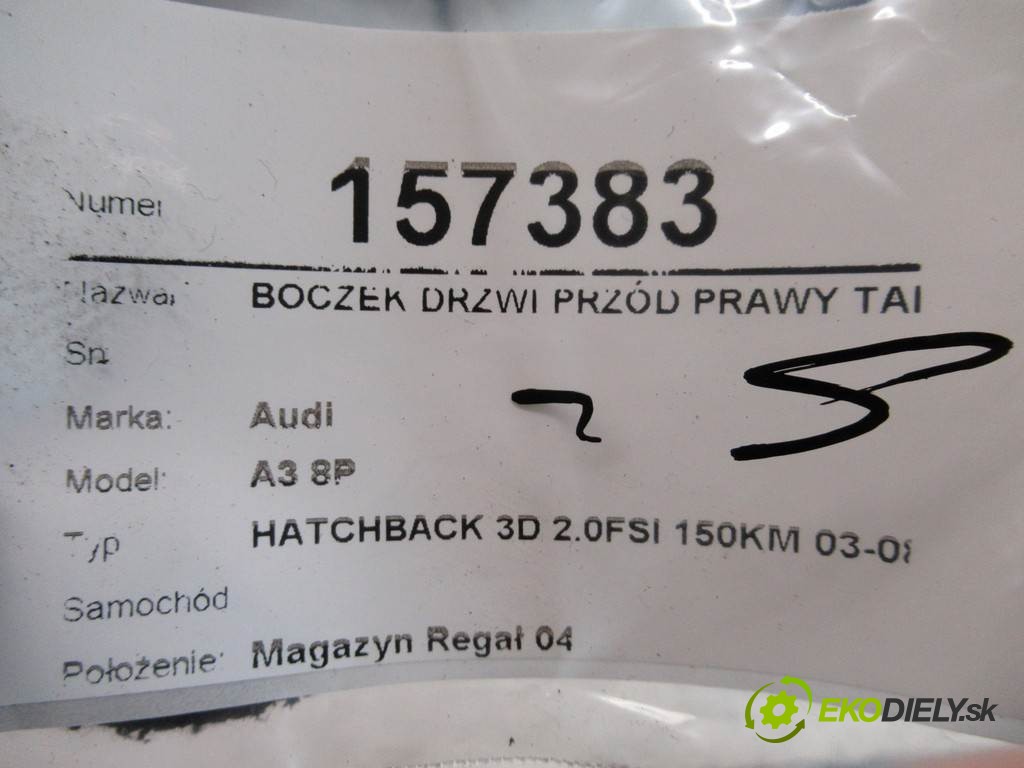 Numer 157383
Nazwa: BOCZEK DRZWI PRZÓD PRAWY TAI
Sn
Marka: Audi
Model: A3 8P
Typ HATCHBACK 3D 2.0FSI 150KM 03-08
Samochód
Położenie: Magazyn Regał 04
EKODIELY.sk